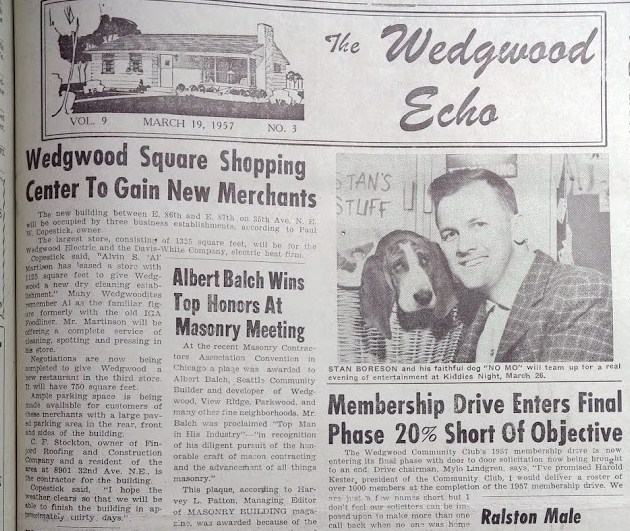 The Wedgwood
Echo
VOL. 9 MARCH 19, 1957 NO. 3
Wedgwood Square Shopping
Center To Gain New Merchants
The new building between E. 86th and E. 87th on 35th Ave. N. E.
will be occupied by three business establishments, according to Paul
W. Copestick, owner.
The largest store, consisting of 1325 square feet, will be for the
Wedgwood Electric and the Davis-White Company, electric heat firm.
Copestick said, "Alvin S. 'Al'
Martinson has leased a store with
1125 square feet to give Wedg-
wood a new dry cleaning estab-
lishment." Many Wedgwoodites
remember Al as the familiar fig-
ure formerly with the old IGA
Foodliner. Mr. Martinson will be
offering a complete service of
cleaning, spotting and pressing in
his store.
Negotiations are now being
completed to give Wedgwood a
new restaurant in the third store.
It will have 700 square feet.
Ample parking space is being
made available for customers of
these merchants with a large pav-
ed parking area in the rear, front
and sides of the building.
C. F. Stockton, owner of Fin-
ford Roofing and Construction
Company and a resident of the
area at 8901 32nd Ave. N.E., is
the contractor for the building.
Copestick said, "I hope the
weather clears so that we will be
able to finish the building in ap-
proximately thirty days."
Albert Balch Wins
Top Honors At
Masonry Meeting
At the recent Masonry Contrac-
tors Association Convention in
Chicago a plaque was awarded to
Albert Balch, Seattle Community
Builder and developer of Wedg-
wood, View Ridge, Parkwood, and
many other fine neighborhoods. Mr.
Balch was proclaimed "Top Man
in His Industry"—"in recognition
of his diligent pursuit of the hon-
orable craft of mason contracting
and the advancement of all things
masonry."
This plaque, according to Har-
vey L. Patton, Managing Editor
of MASONRY BUILDING maga-
zine, was awarded because of the
STAN'S
STUFF
STAN BORESON and his faithful dog "NO MO" will team up for a real
evening of entertainment at Kiddies Night, March 26.
Membership Drive Enters Final
Phase 20% Short Of Objective
The Wedgwood Community Club's 1957 membership drive is now
entering its final phase with door to door solicitation now being brought
to an end. Drive chairman, Mylo Lindgren, says, "I've promised Harold
Kester, president of the Community Club, I would deliver a roster of
over 1000 members at the completion of the 1957 membership drive. We
are just a few names short but I
don't feel our solicitors can be im-
posed upon to make more than one
call back when no one was home
Ralston Male